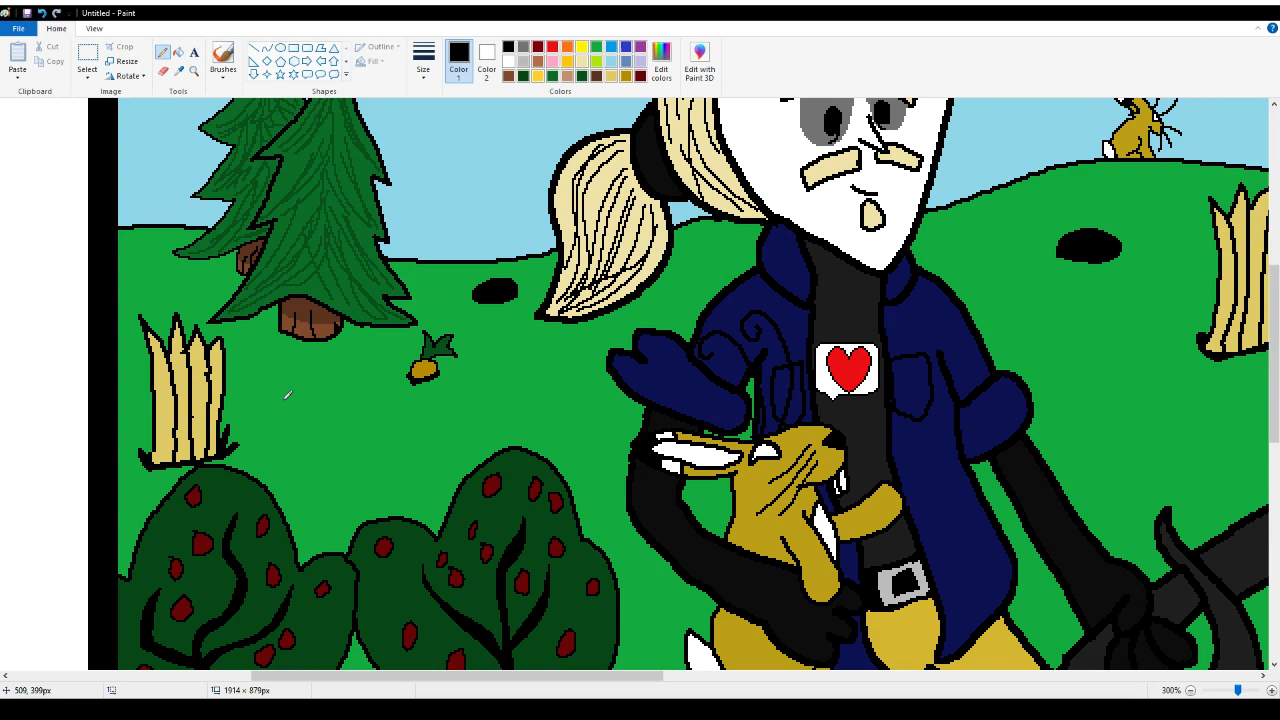 Untitled - Paint
File Home View
Paste
Cut
Copy
Clipboard
Select
Crop
Resize
Rotate
Image
A
Tools
Brushes
Outline
Fill
Shapes
Size
Color
1
Color
2
Edit
colors
Colors
Edit with
Paint 3D
509, 399px
1914 × 879px
300%